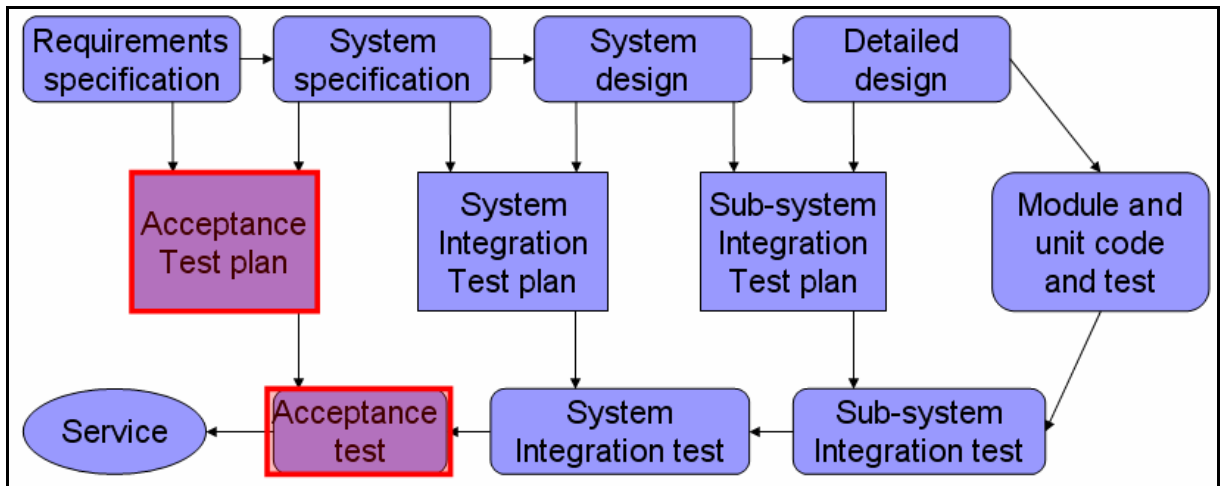 Requirements
specification
System
specification
System
design
Detailed
design
Acceptance
Test plan
System
Integration
Test plan
Sub-system
Integration
Test plan
Module and
unit code
and test
Service
Acceptance
test
System
Integration test
Sub-system
Integration test